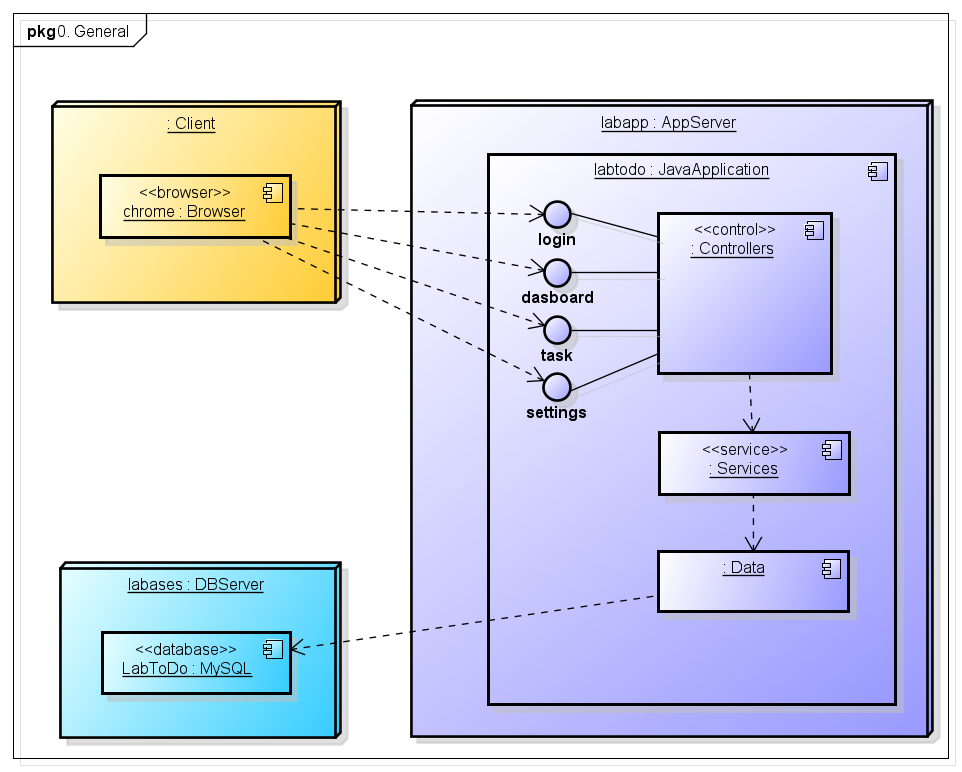 pkg 0. General
: Client
<<browser>>
chrome : Browser
labapp : AppServer
labtodo : JavaApplication
login
dasboard
task
settings
<<control>>
: Controllers
<<service>>
: Services
: Data
labases : DBServer
<<database>>
LabToDo : MySQL